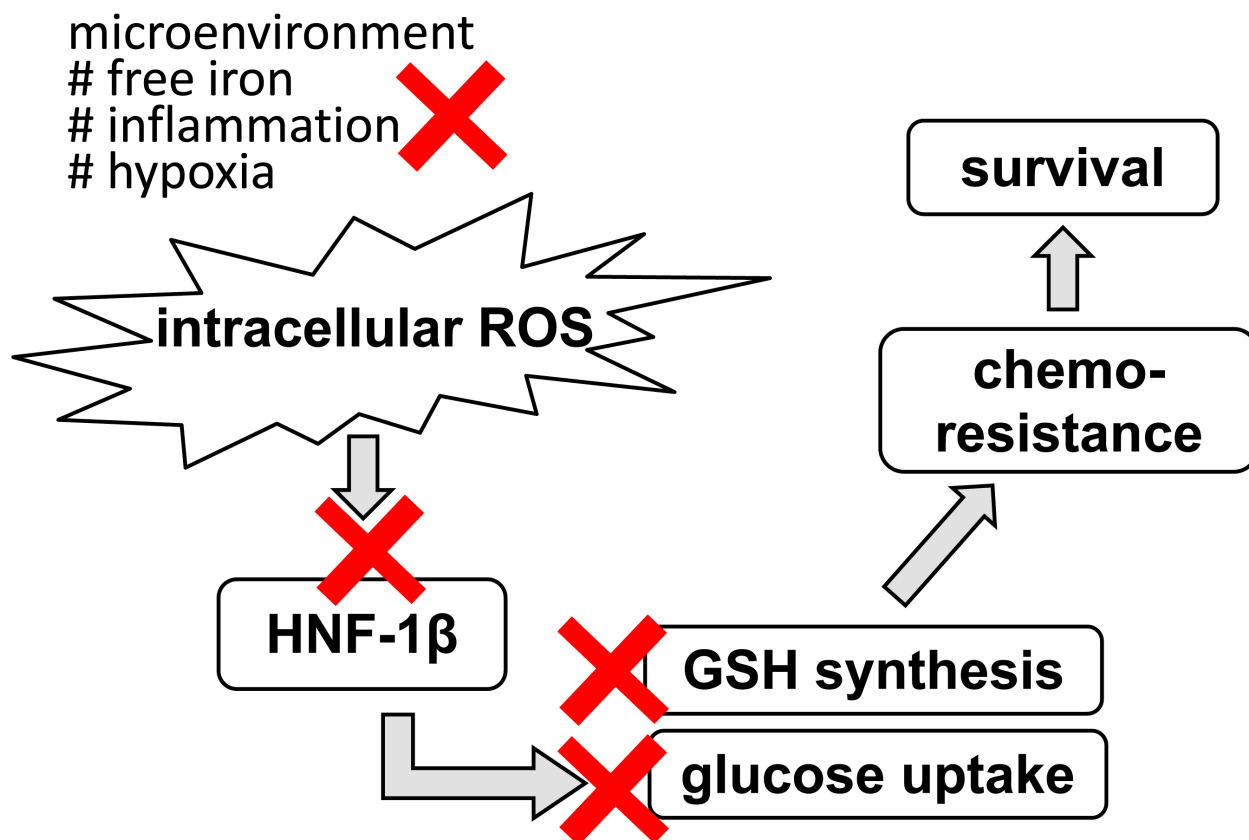 microenvironment
# free iron
# inflammation
# hypoxia
intracellular ROS
HNF-1β
GSH synthesis
glucose uptake
chemo-
resistance
survival